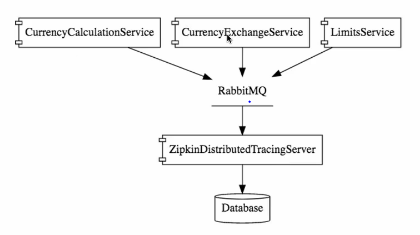 CurrencyCalculationService
CurrencyExchangeService
LimitsService
RabbitMQ
ZipkinDistributedTracingServer
Database